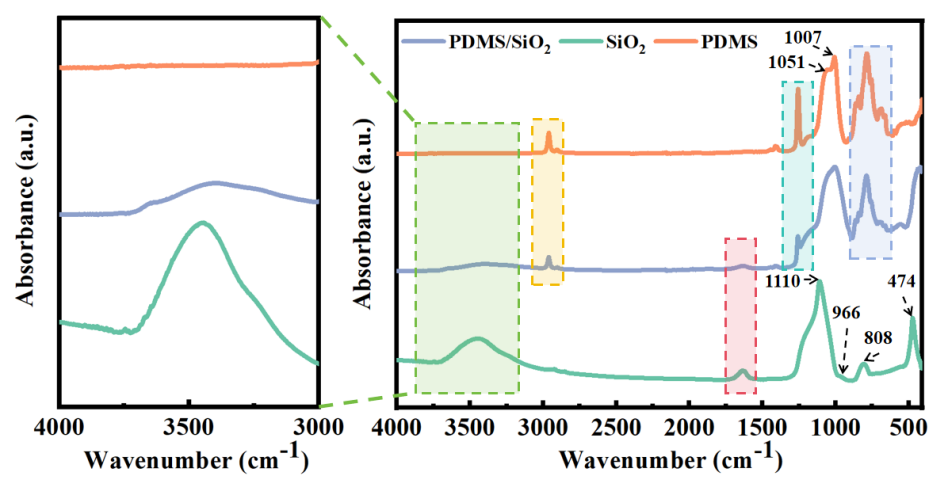 Absorbance (a.u.)
4000
3500
3000
Wavenumber (cm⁻¹)
Absorbance (a.u.)
PDMS/SiO₂
SiO₂
PDMS
1007
1051
1110
966
808
474
4000
3500
3000
2500
2000
1500
1000
500
Wavenumber (cm⁻¹)